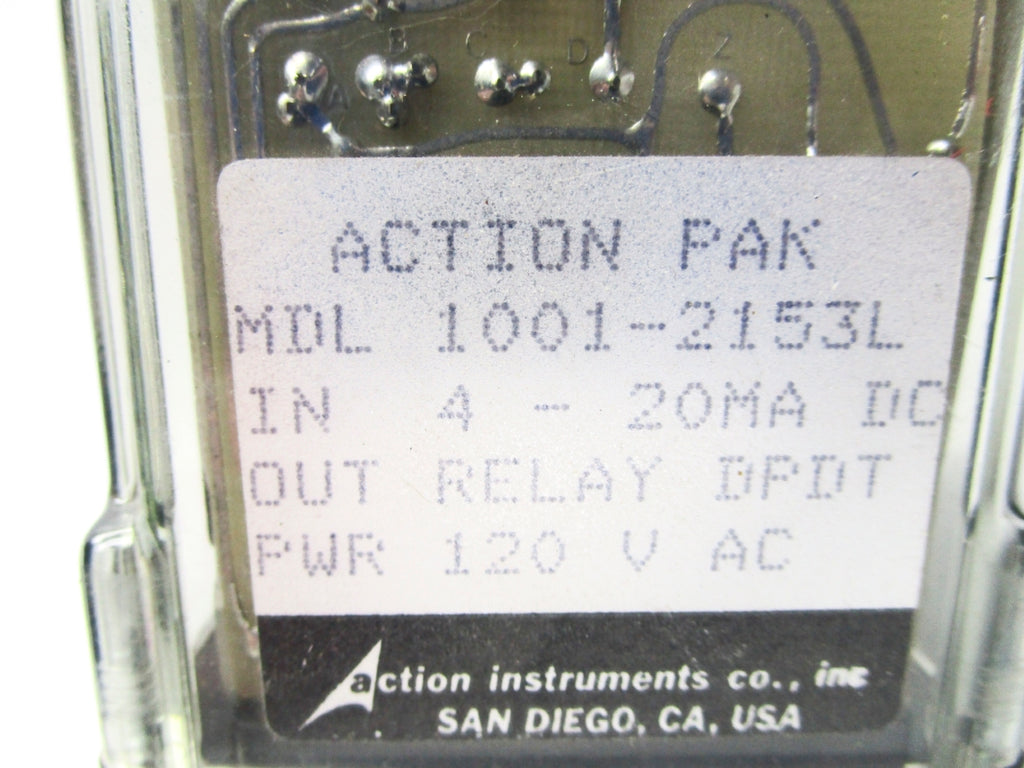 B C D 2
A
ACTION PAK
MDL 1001-2153L
IN 4 - 20MA DC
OUT RELAY DPDT
PWR 120 V AC
action instruments co., inc
SAN DIEGO, CA, USA